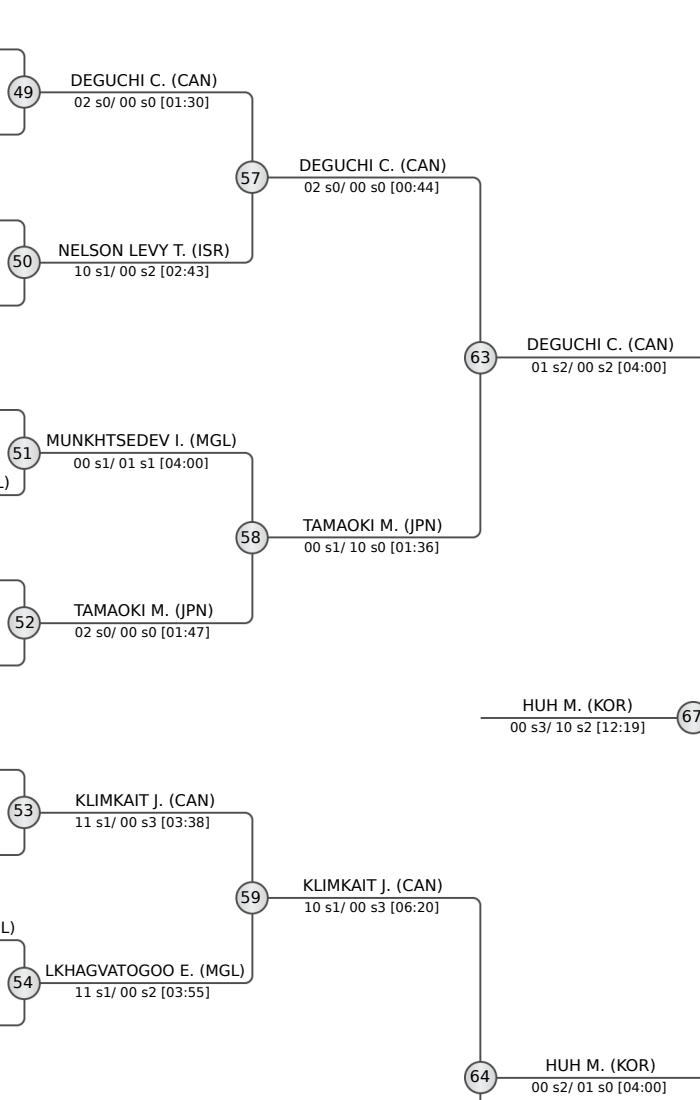 49
DEGUCHI C. (CAN)
02 s0/ 00 s0 [01:30]
57
DEGUCHI C. (CAN)
02 s0/ 00 s0 [00:44]
50
NELSON LEVY T. (ISR)
10 s1/ 00 s2 [02:43]
63
DEGUCHI C. (CAN)
01 s2/ 00 s2 [04:00]
51
MUNKHTSEDEV I. (MGL)
00 s1/ 01 s1 [04:00]
L)
58
TAMAOKI M. (JPN)
00 s1/ 10 s0 [01:36]
52
TAMAOKI M. (JPN)
02 s0/ 00 s0 [01:47]
HUH M. (KOR)
00 s3/ 10 s2 [12:19]
67
53
KLIMKAIT J. (CAN)
11 s1/ 00 s3 [03:38]
59
KLIMKAIT J. (CAN)
10 s1/ 00 s3 [06:20]
L)
54
LKHAGVATOGOO E. (MGL)
11 s1/ 00 s2 [03:55]
64
HUH M. (KOR)
00 s2/ 01 s0 [04:00]